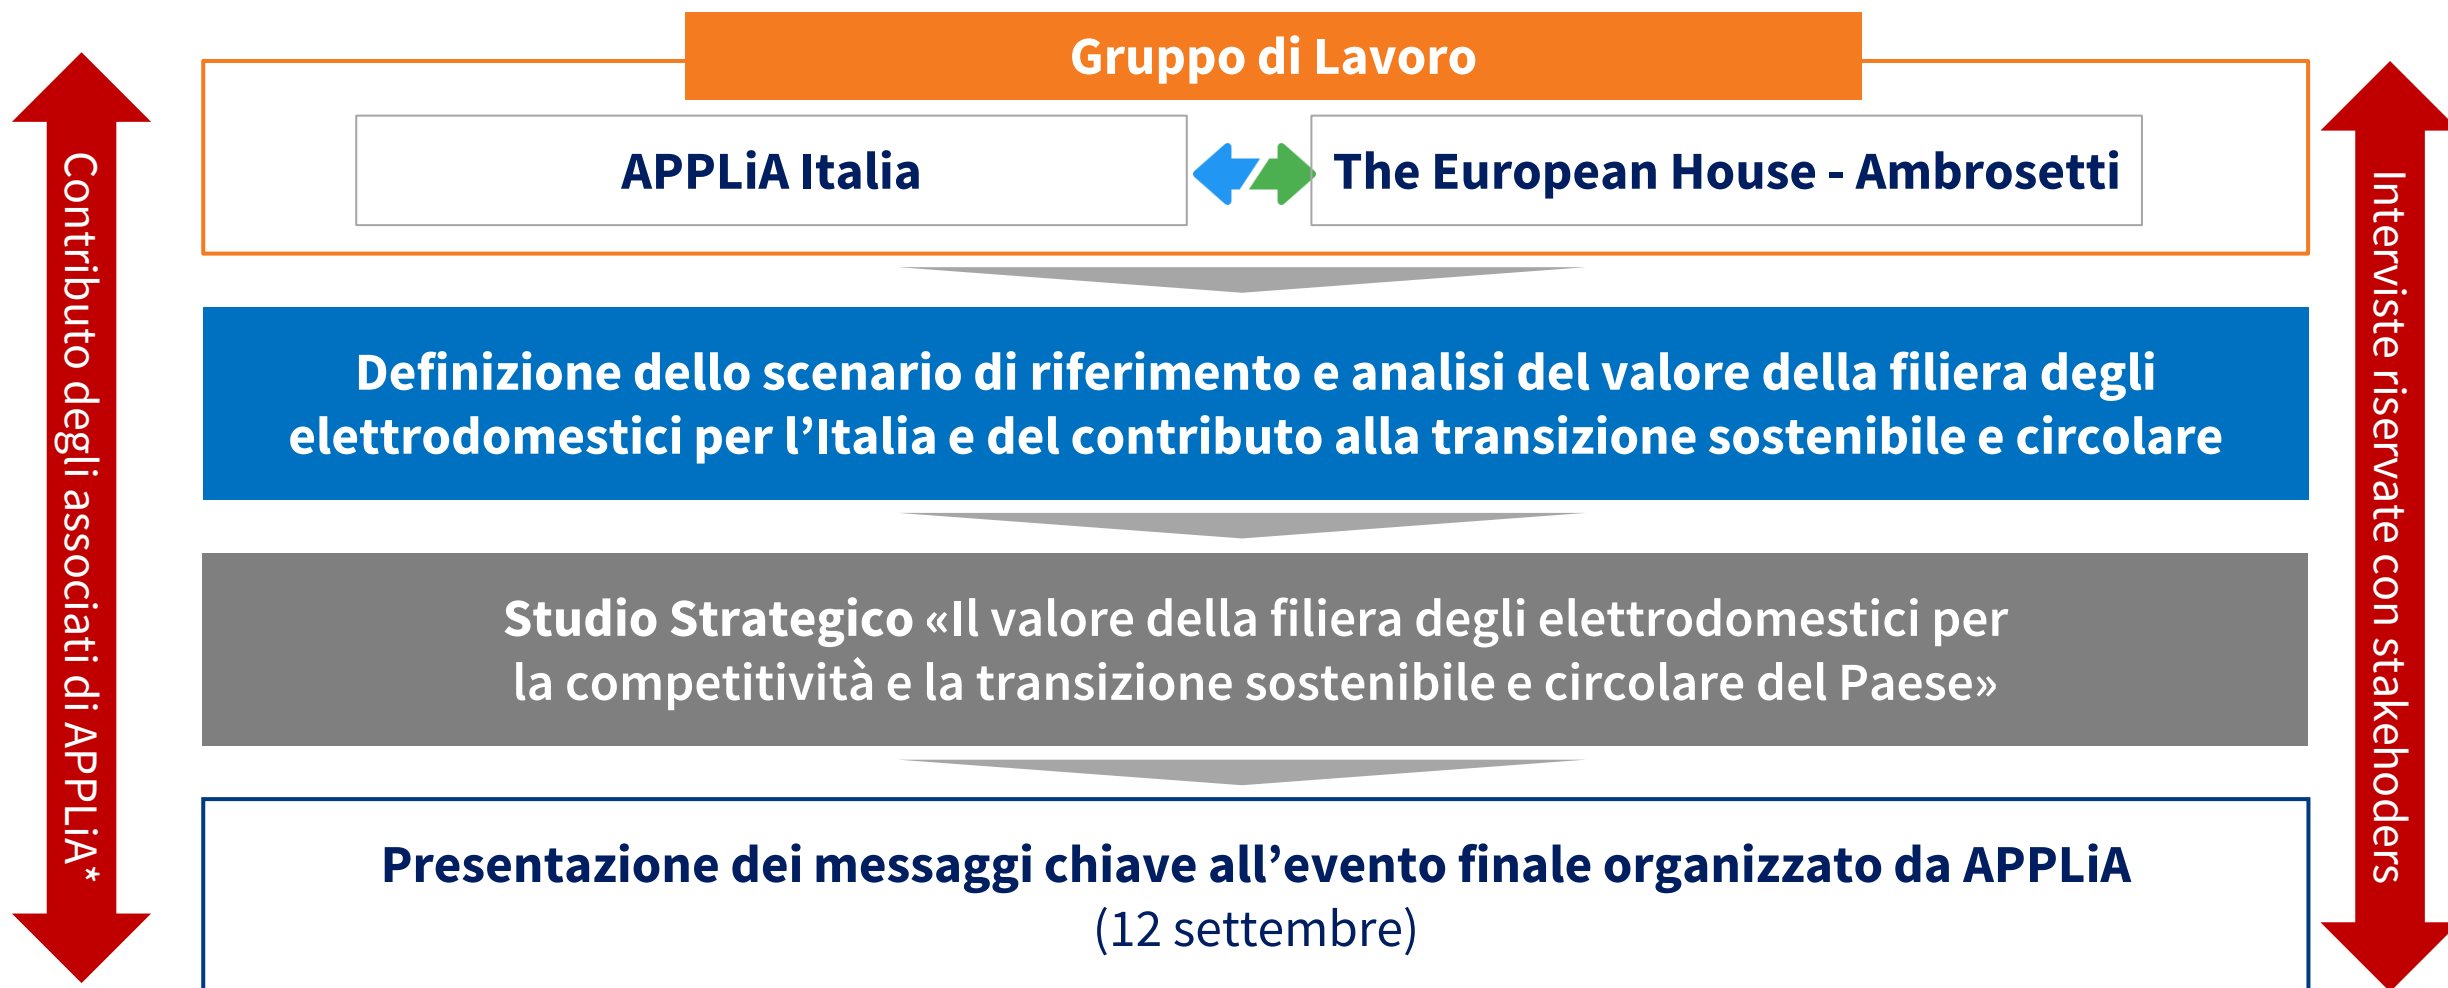 Gruppo di Lavoro
APPLiA Italia
The European House - Ambrosetti
Definizione dello scenario di riferimento e analisi del valore della filiera degli
elettrodomestici per l’Italia e del contributo alla transizione sostenibile e circolare
Studio Strategico «Il valore della filiera degli elettrodomestici per
la competitività e la transizione sostenibile e circolare del Paese»
Presentazione dei messaggi chiave all’evento finale organizzato da APPLiA
(12 settembre)
Contributo degli associati di APPLiA*
Interviste riservate con stakehoders